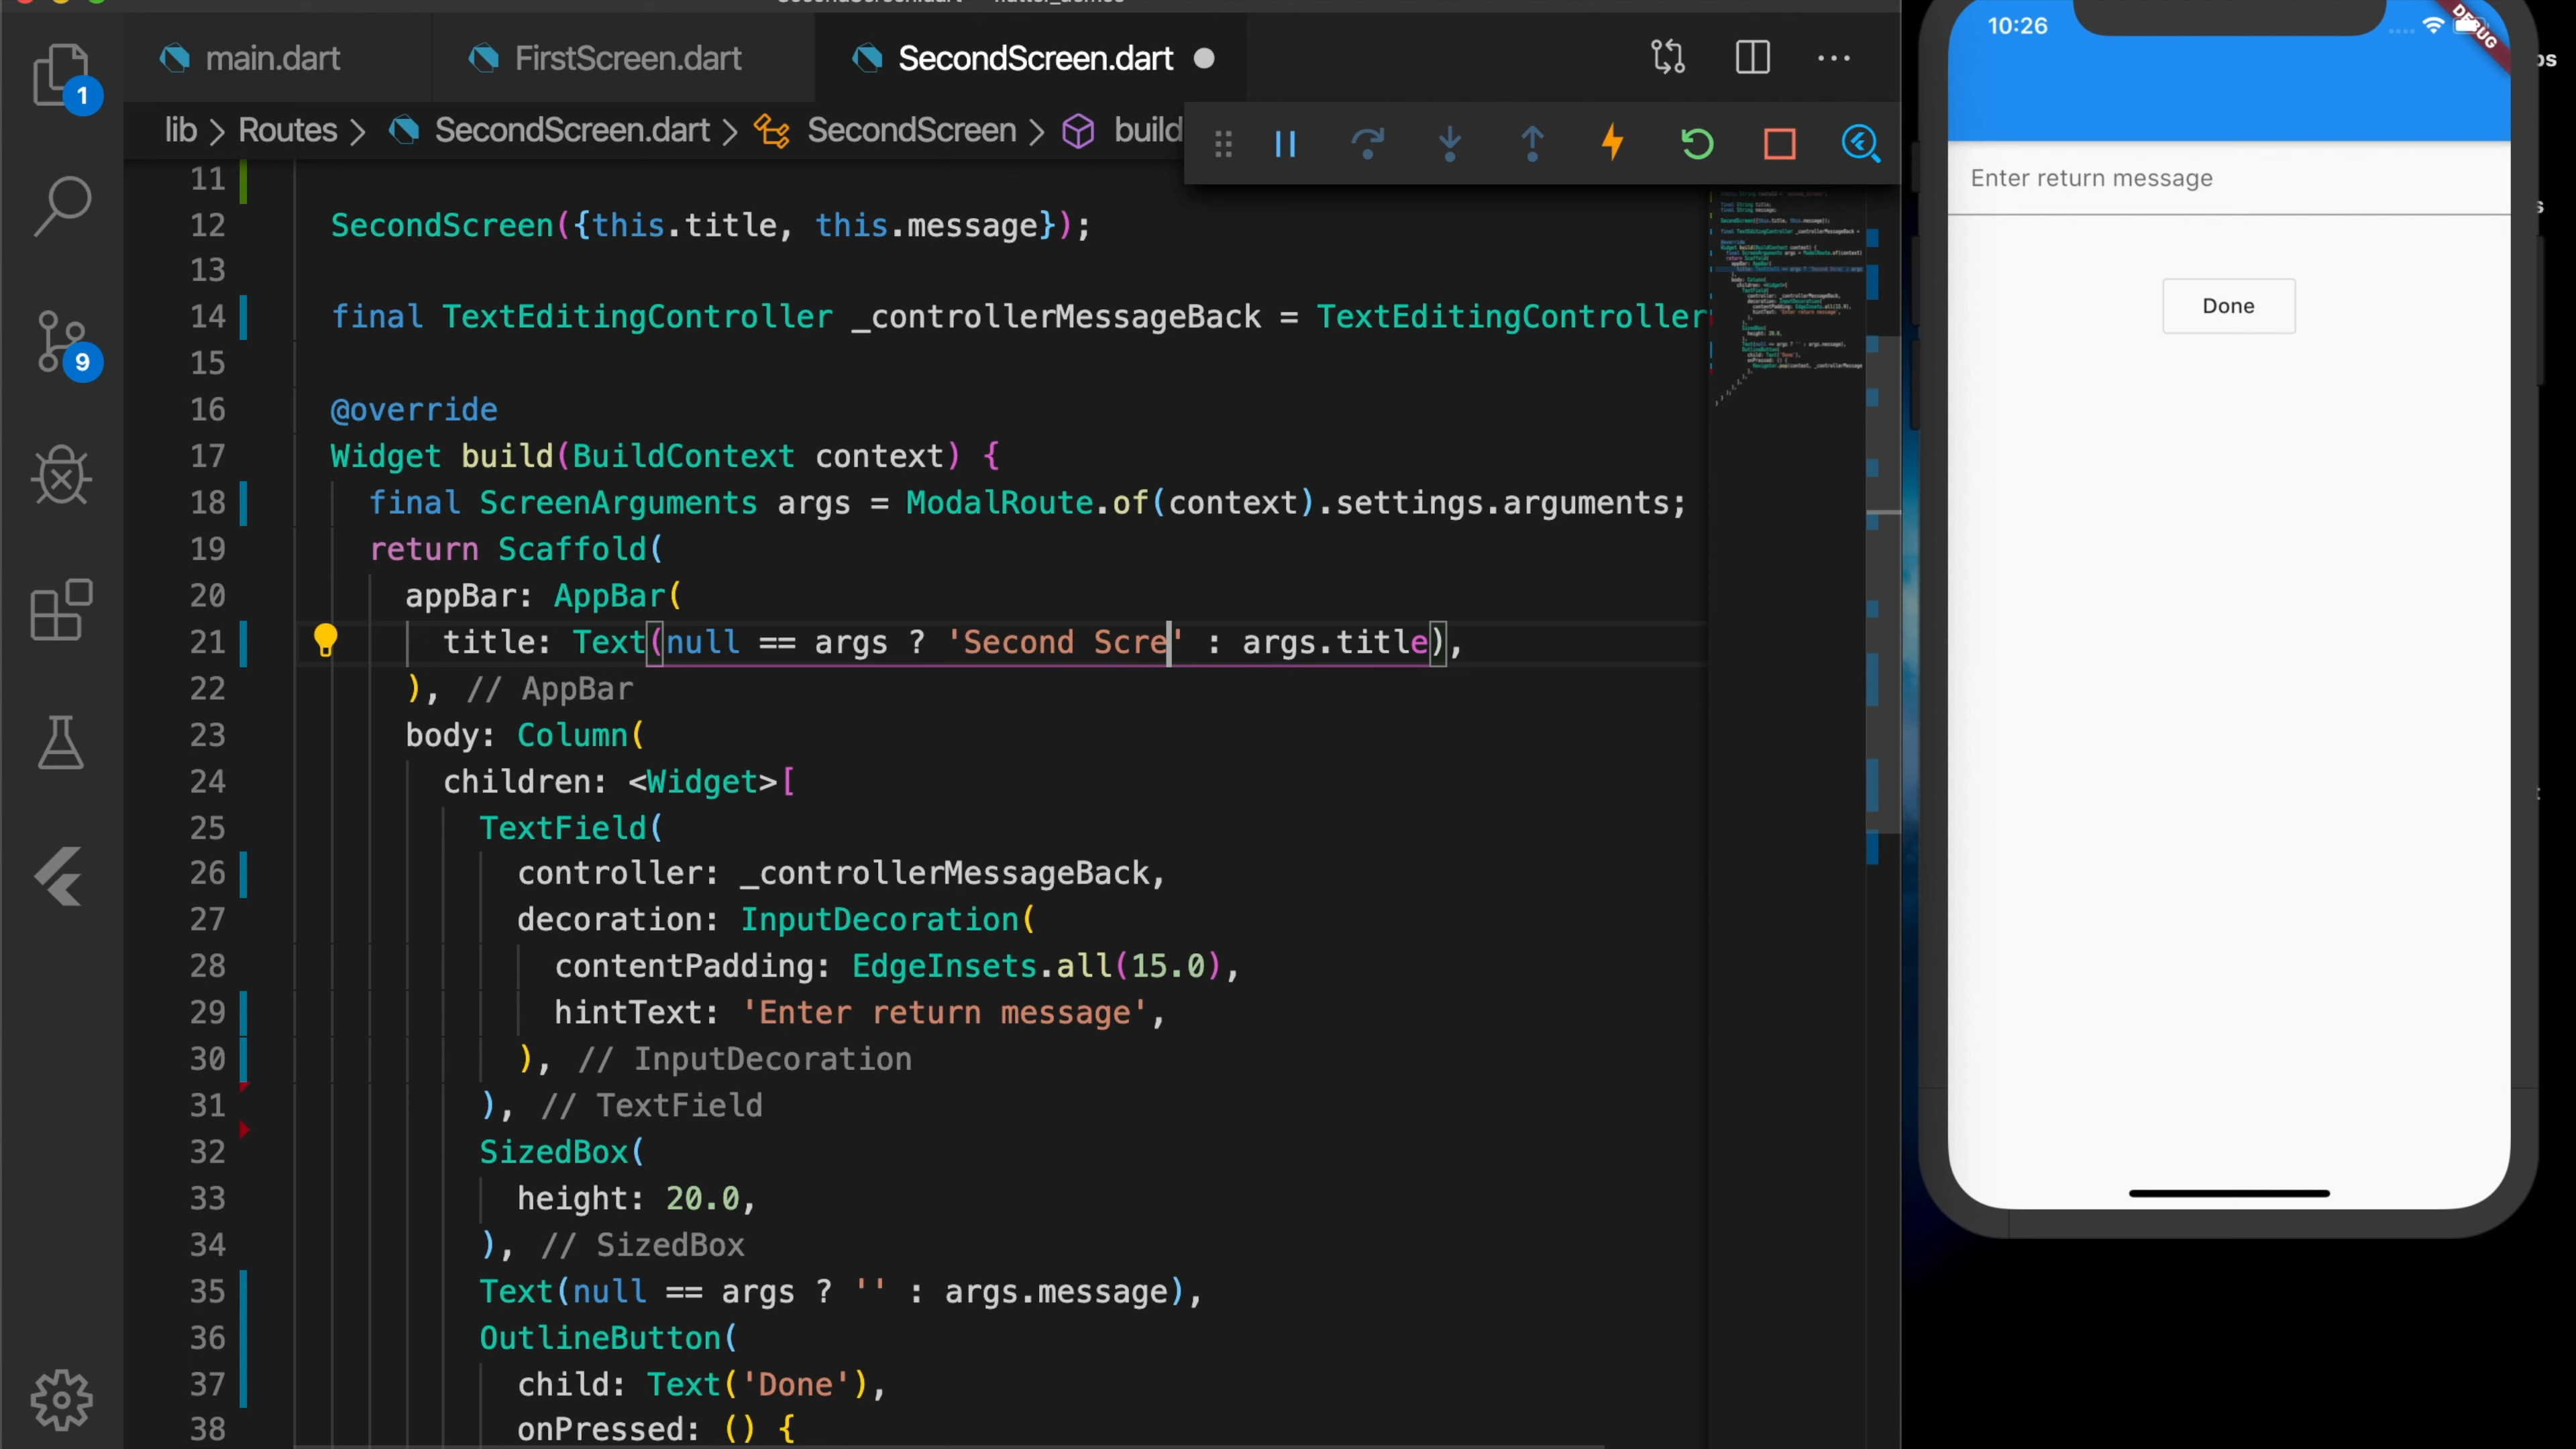 main.dart
FirstScreen.dart
SecondScreen.dart
lib > Routes > SecondScreen.dart > SecondScreen > build
1
9
11
12 SecondScreen({this.title, this.message});
13
14 final TextEditingController _controllerMessageBack = TextEditingController
15
16 @override
17 Widget build(BuildContext context) {
18 final ScreenArguments args = ModalRoute.of(context).settings.arguments;
19 return Scaffold(
20 appBar: AppBar(
21 title: Text(null == args ? 'Second Scre' : args.title),
22 ), // AppBar
23 body: Column(
24 children: <Widget>[
25 TextField(
26 controller: _controllerMessageBack,
27 decoration: InputDecoration(
28 contentPadding: EdgeInsets.all(15.0),
29 hintText: 'Enter return message',
30 ), // InputDecoration
31 ), // TextField
32 SizedBox(
33 height: 20.0,
34 ), // SizedBox
35 Text(null == args ? '' : args.message),
36 OutlineButton(
37 child: Text('Done'),
38 onPressed: () {
10:26
DEBUG
Enter return message
Done